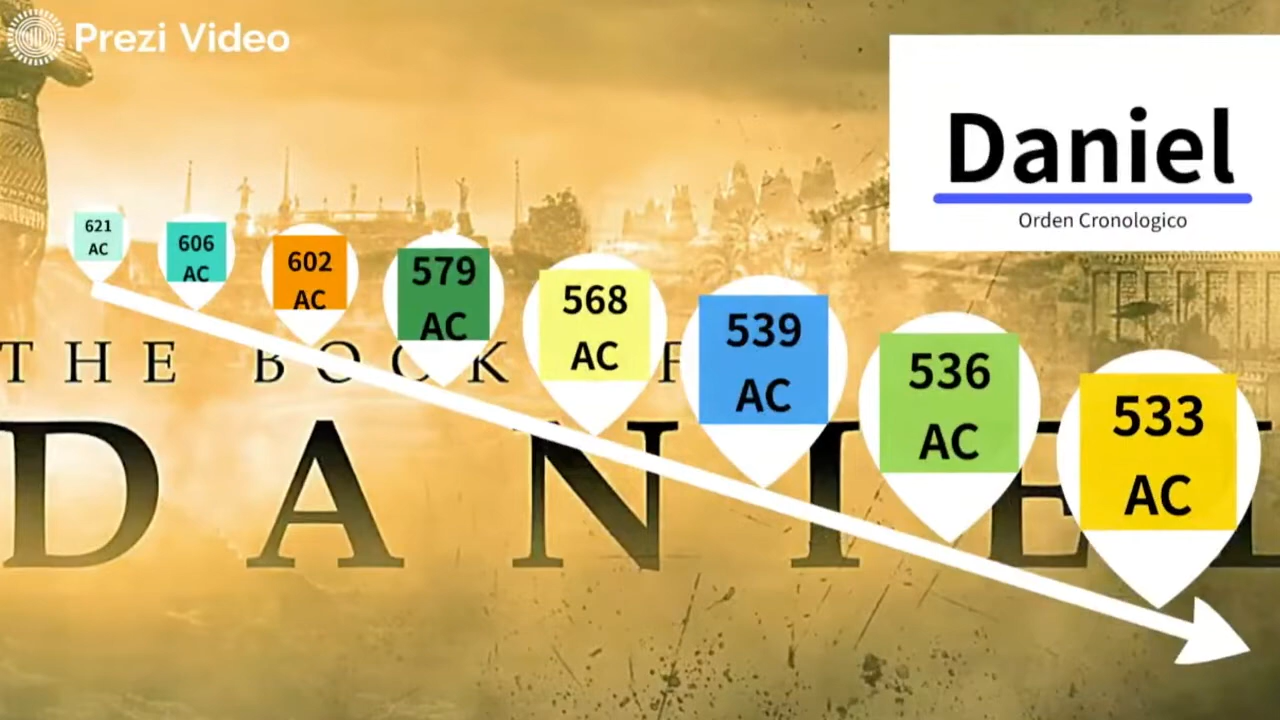 Prezi Video
Daniel
Orden Cronologico
621
AC
606
AC
602
AC
579
AC
568
AC
539
AC
536
AC
533
AC
THE BOOK OF
DANIEL